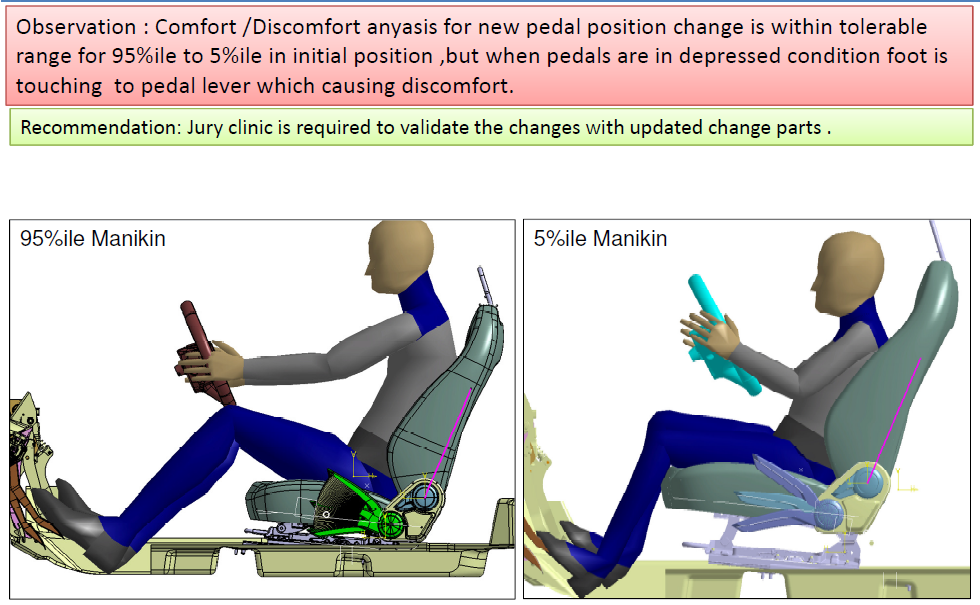 Observation : Comfort /Discomfort anyasis for new pedal position change is within tolerable
range for 95%ile to 5%ile in initial position ,but when pedals are in depressed condition foot is
touching to pedal lever which causing discomfort.
Recommendation: Jury clinic is required to validate the changes with updated change parts .
95%ile Manikin
5%ile Manikin